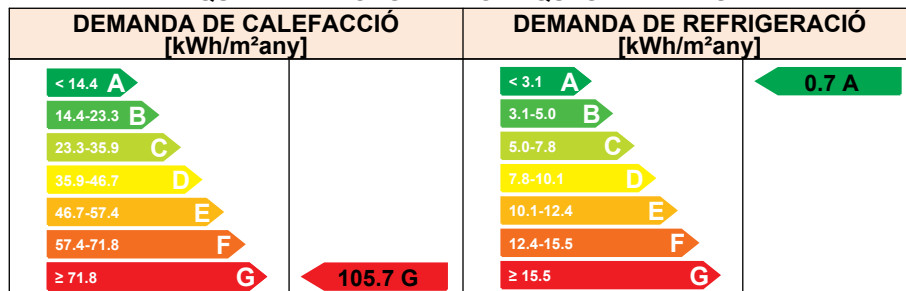 DEMANDA DE CALEFACCIÓ
[kWh/m²any]
< 14.4 A
14.4-23.3 B
23.3-35.9 C
35.9-46.7 D
46.7-57.4 E
57.4-71.8 F
≥ 71.8 G
105.7 G
DEMANDA DE REFRIGERACIÓ
[kWh/m²any]
< 3.1 A
0.7 A
3.1-5.0 B
5.0-7.8 C
7.8-10.1 D
10.1-12.4 E
12.4-15.5 F
≥ 15.5 G